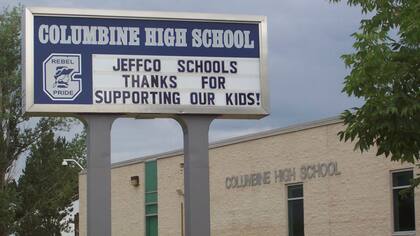 COLUMBINE HIGH SCHOOL
REBEL
PRIDE
JEFFCO SCHOOLS
THANKS FOR
SUPPORTING OUR KIDS!
COLUMBINE HIGH SCHOOL